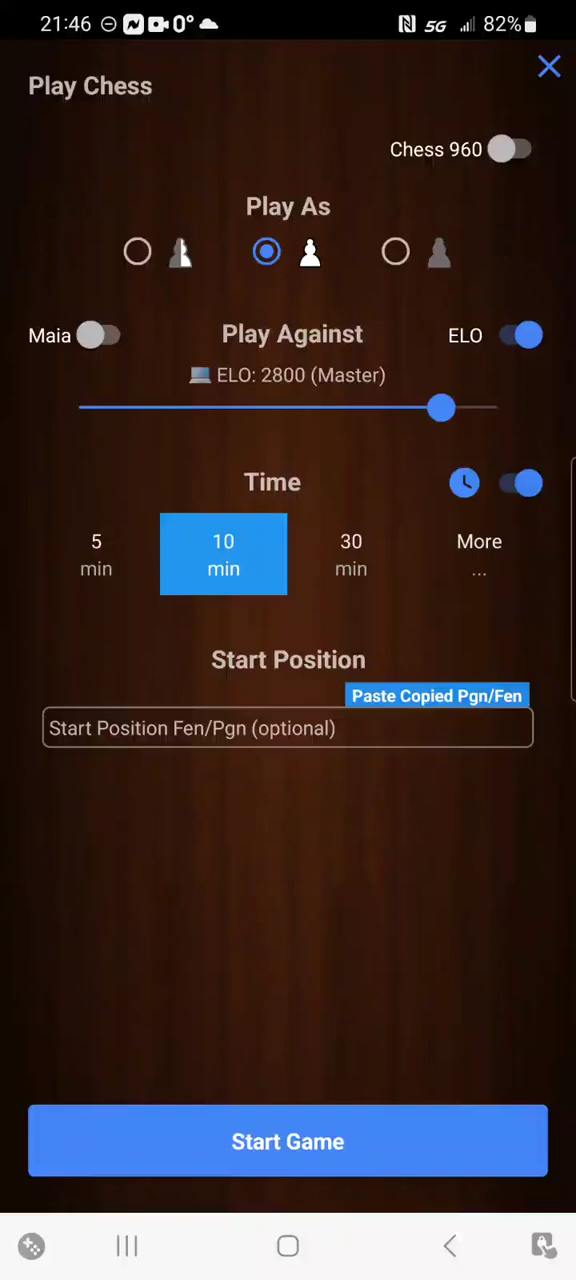 21:46 0° 5G 82%
Play Chess
Chess 960
Play As
Maia Play Against ELO
ELO: 2800 (Master)
Time
5 10 30 More
min min min ...
Start Position
Paste Copied Pgn/Fen
Start Position Fen/Pgn (optional)
Start Game